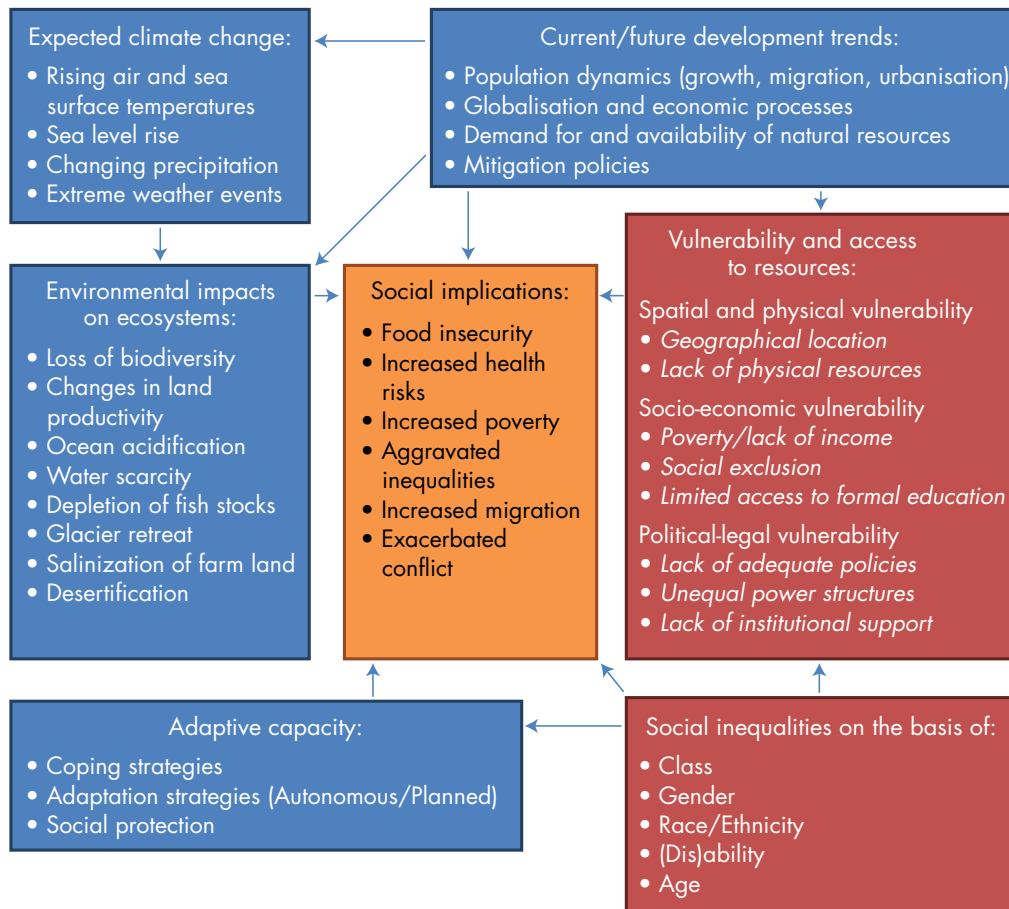 Expected climate change:
• Rising air and sea
surface temperatures
• Sea level rise
• Changing precipitation
• Extreme weather events
Current/future development trends:
• Population dynamics (growth, migration, urbanisation)
• Globalisation and economic processes
• Demand for and availability of natural resources
• Mitigation policies
Environmental impacts
on ecosystems:
• Loss of biodiversity
• Changes in land
productivity
• Ocean acidification
• Water scarcity
• Depletion of fish stocks
• Glacier retreat
• Salinization of farm land
• Desertification
Social implications:
• Food insecurity
• Increased health
risks
• Increased poverty
• Aggravated
inequalities
• Increased migration
• Exacerbated
conflict
Vulnerability and access
to resources:
Spatial and physical vulnerability
• Geographical location
• Lack of physical resources
Socio-economic vulnerability
• Poverty/lack of income
• Social exclusion
• Limited access to formal education
Political-legal vulnerability
• Lack of adequate policies
• Unequal power structures
• Lack of institutional support
Adaptive capacity:
• Coping strategies
• Adaptation strategies (Autonomous/Planned)
• Social protection
Social inequalities on the basis of:
• Class
• Gender
• Race/Ethnicity
• (Dis)ability
• Age